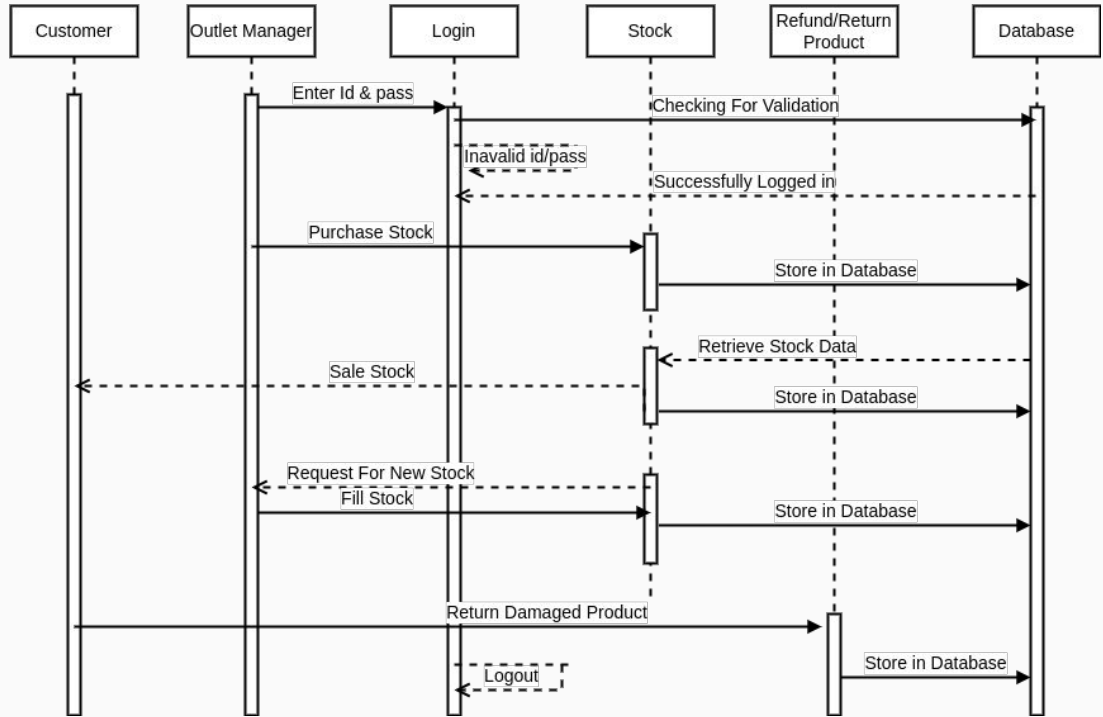 Customer
Outlet Manager
Login
Stock
Refund/Return
Product
Database
Enter Id & pass
Checking For Validation
Inavalid id/pass
Successfully Logged in
Purchase Stock
Store in Database
Retrieve Stock Data
Sale Stock
Store in Database
Request For New Stock
Fill Stock
Store in Database
Return Damaged Product
Store in Database
Logout